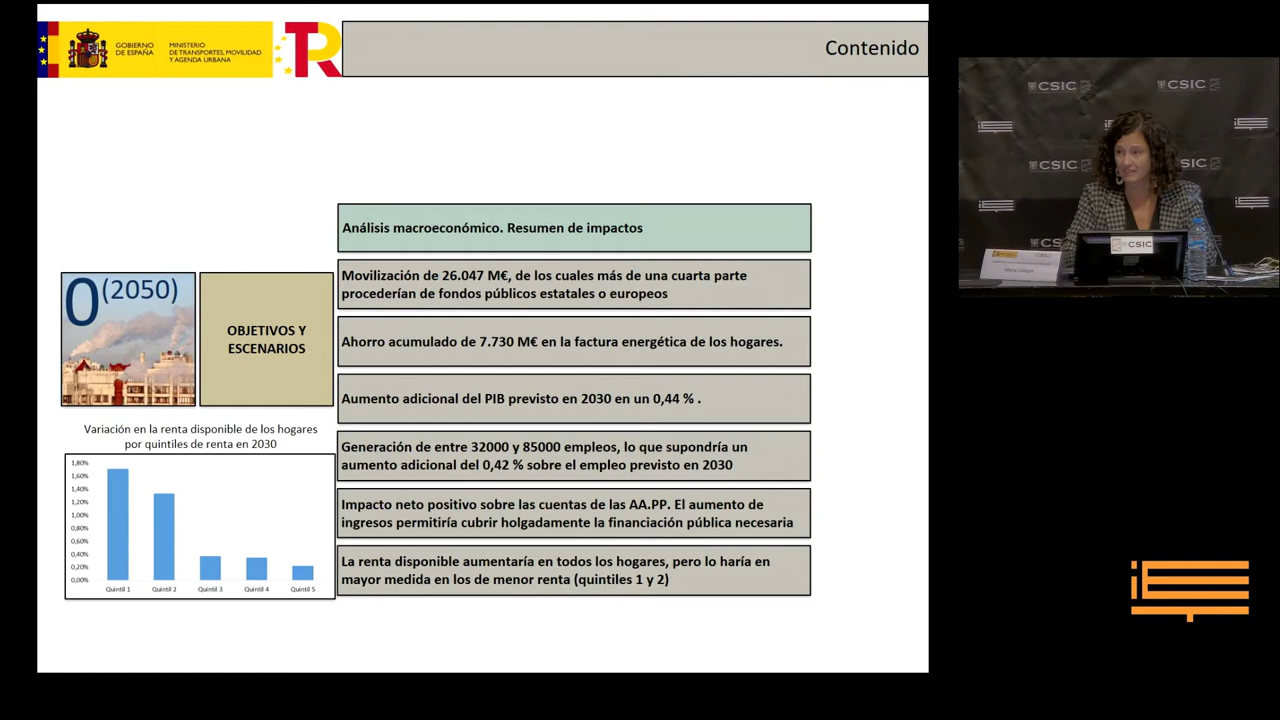 GOBIERNO
DE ESPAÑA
MINISTERIO
DE TRANSPORTES, MOVILIDAD
Y AGENDA URBANA
TR
Contenido
Análisis macroeconómico. Resumen de impactos
Movilización de 26.047 M€, de los cuales más de una cuarta parte
procederían de fondos públicos estatales o europeos
0(2050)
OBJETIVOS Y
ESCENARIOS
Ahorro acumulado de 7.730 M€ en la factura energética de los hogares.
Aumento adicional del PIB previsto en 2030 en un 0,44 % .
Generación de entre 32000 y 85000 empleos, lo que supondría un
aumento adicional del 0,42 % sobre el empleo previsto en 2030
Impacto neto positivo sobre las cuentas de las AA.PP. El aumento de
ingresos permitiría cubrir holgadamente la financiación pública necesaria
La renta disponible aumentaría en todos los hogares, pero lo haría en
mayor medida en los de menor renta (quintiles 1 y 2)
Variación en la renta disponible de los hogares
por quintiles de renta en 2030
1,80%
1,60%
1,40%
1,20%
1,00%
0,80%
0,60%
0,40%
0,20%
0,00%
Quintil 1 Quintil 2 Quintil 3 Quintil 4 Quintil 5
CSIC
CSIC
CSIC
CSIC
CSIC